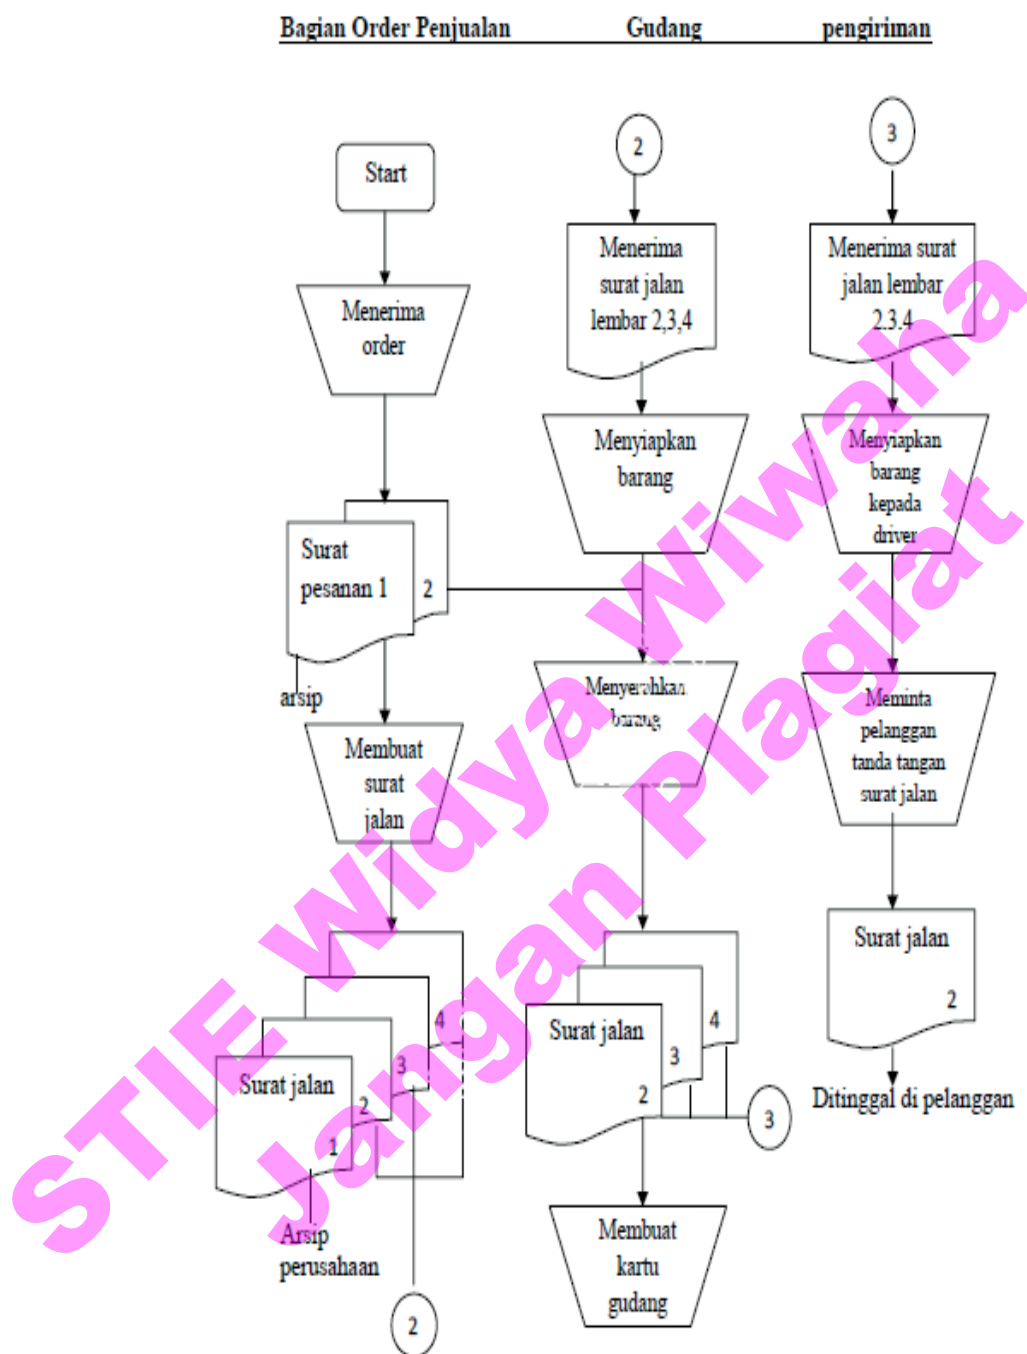 Bagian Order Penjualan Gudang pengiriman
Start
Menerima
order
Surat
pesanan 1
2
arsip
Membuat
surat
jalan
4
3
2
Surat jalan
1
Arsip
perusahaan
2
2
Menerima
surat jalan
lembar 2,3,4
Menyiapkan
barang
Menyerahkan
barang
4
3
Surat jalan
2
3
Membuat
kartu
gudang
3
Menerima surat
jalan lembar
2.3.4
Menyiapkan
barang
kepada
driver
Meminta
pelanggan
tanda tangan
surat jalan
Surat jalan
2
Ditinggal di pelanggan
STIE Widya Wiwaha
Jangan Plagiat